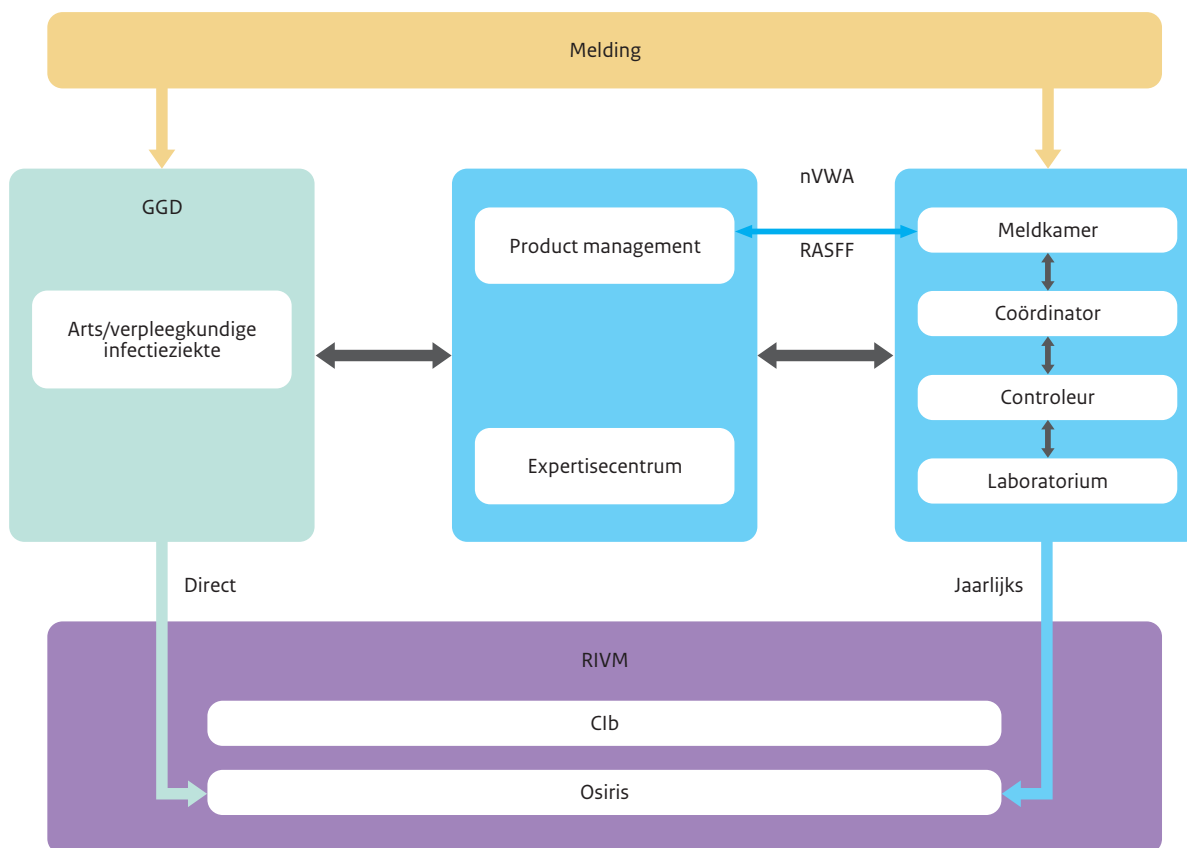 Melding
GGD
Arts/verpleegkundige
infectieziekte
Product management
Expertisecentrum
nVWA
RASFF
Meldkamer
Coördinator
Controleur
Laboratorium
Direct
Jaarlijks
RIVM
CIb
Osiris